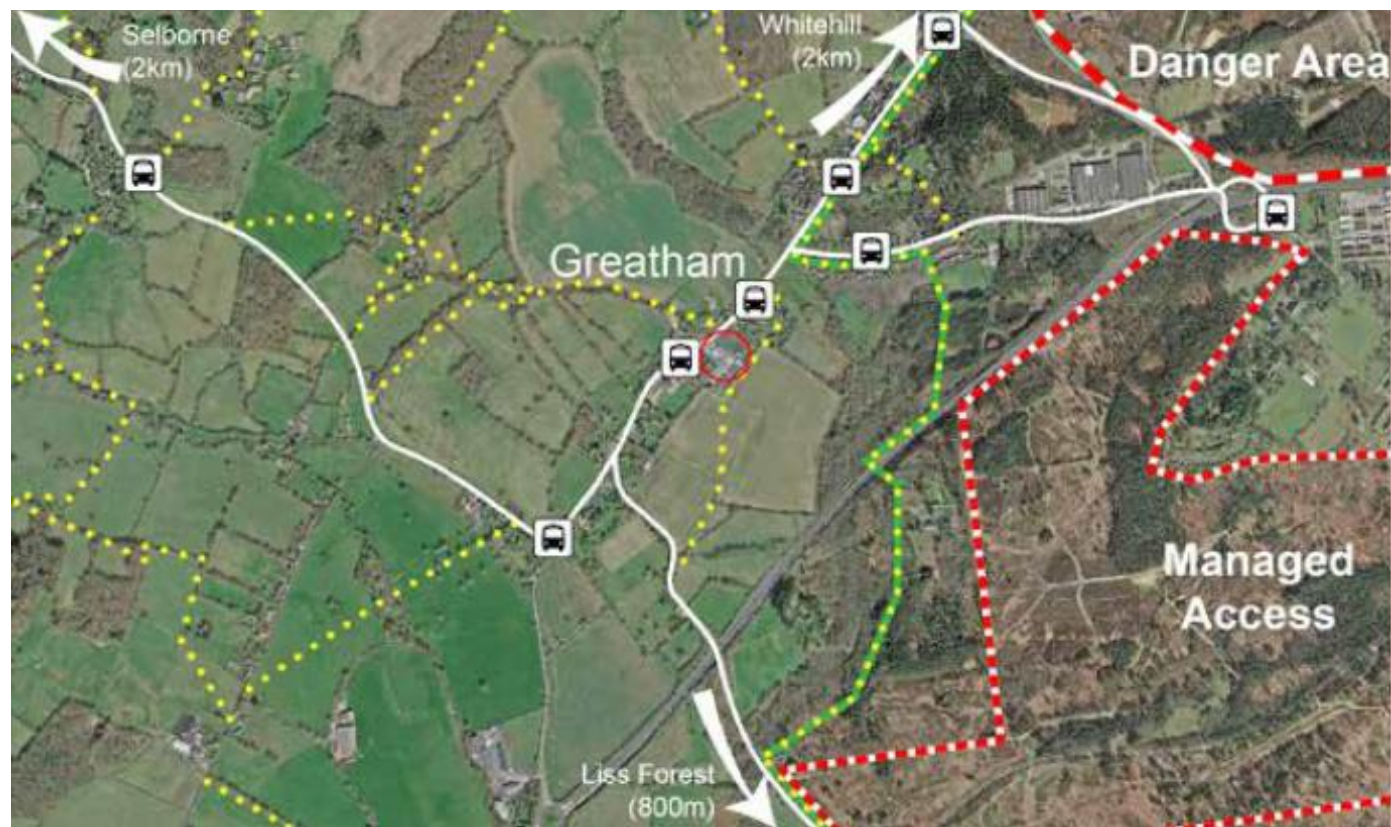 Selborne
(2km)
Whitehill
(2km)
Danger Area
Greatham
Managed
Access
Liss Forest
(800m)